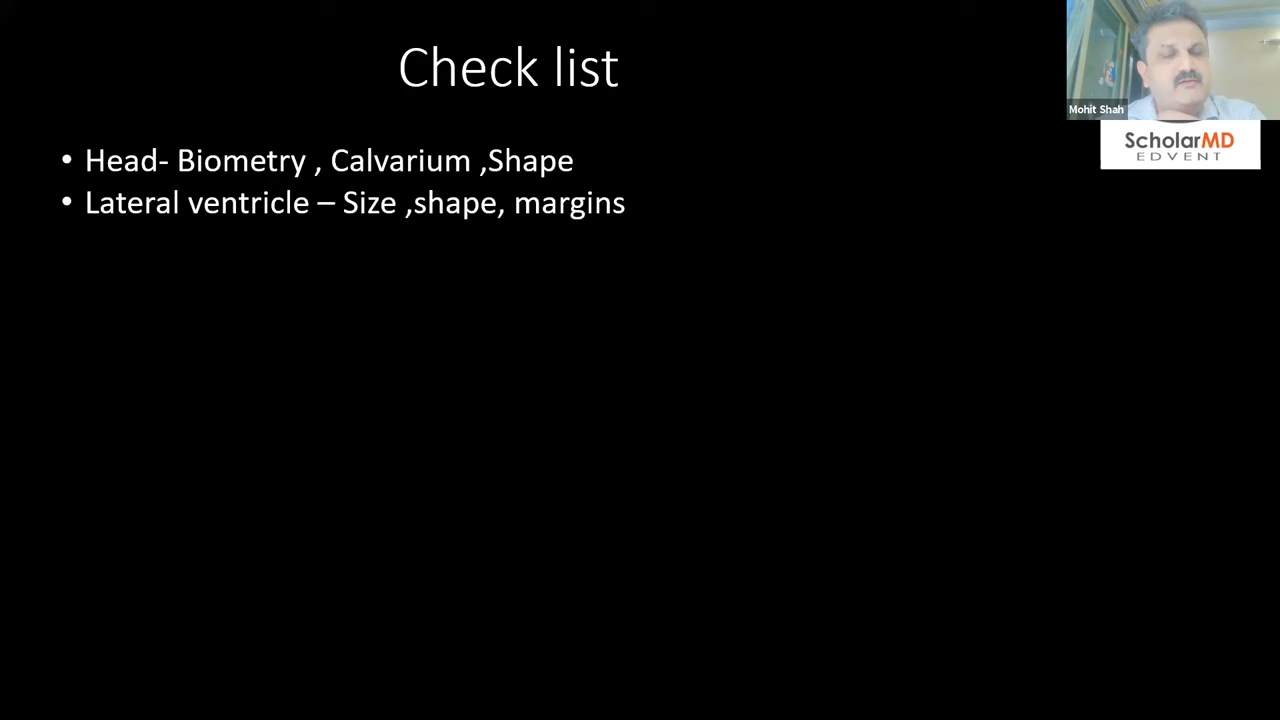 Check list
Mohit Shah
ScholarMD
EDVENT
• Head- Biometry , Calvarium ,Shape
• Lateral ventricle – Size ,shape, margins